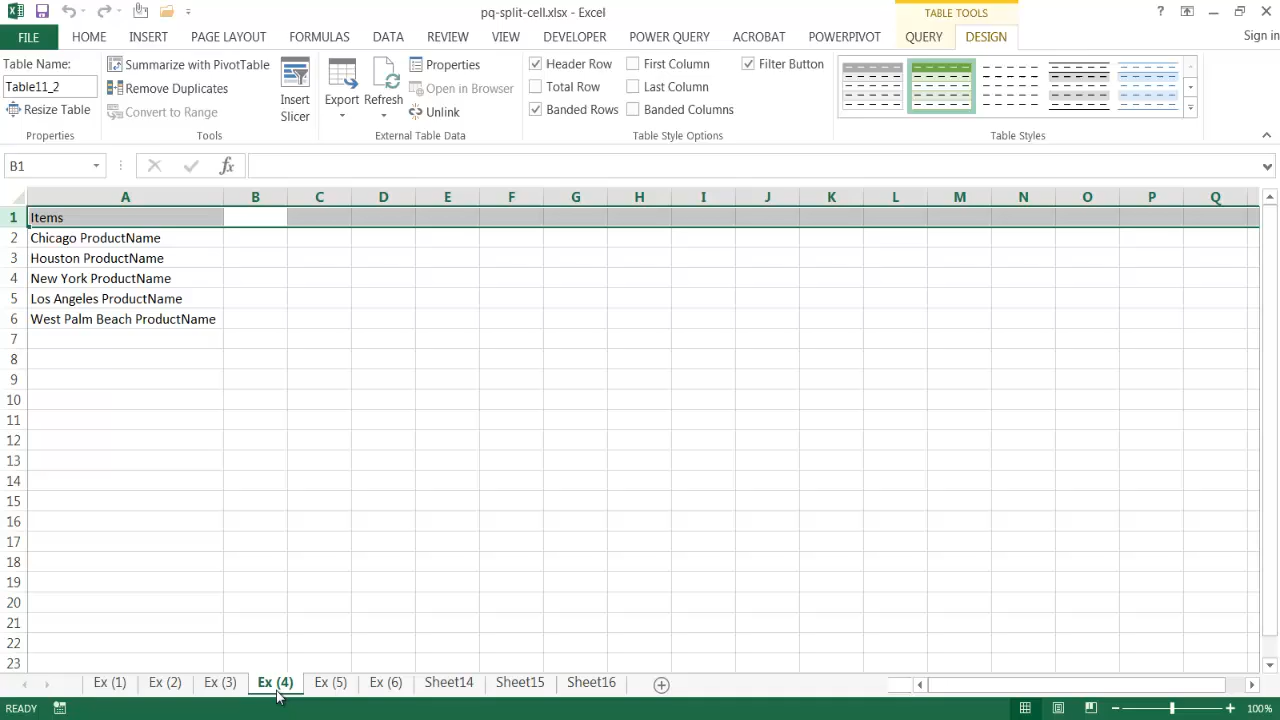 pq-split-cell.xlsx - Excel
TABLE TOOLS
?
FILE HOME INSERT PAGE LAYOUT FORMULAS DATA REVIEW VIEW DEVELOPER POWER QUERY ACROBAT POWERPIVOT QUERY DESIGN Sign in
Table Name:
Table11_2
Resize Table
Properties
Summarize with PivotTable
Remove Duplicates
Convert to Range
Insert
Slicer
Tools
Export
Refresh
Properties
Open in Browser
Unlink
External Table Data
Header Row First Column Filter Button
Total Row Last Column
Banded Rows Banded Columns
Table Style Options
Table Styles
B1 fx
A B C D E F G H I J K L M N O P Q
1 Items
2 Chicago ProductName
3 Houston ProductName
4 New York ProductName
5 Los Angeles ProductName
6 West Palm Beach ProductName
7
8
9
10
11
12
13
14
15
16
17
18
19
20
21
22
23
Ex (1) Ex (2) Ex (3) Ex (4) Ex (5) Ex (6) Sheet14 Sheet15 Sheet16
READY 100%